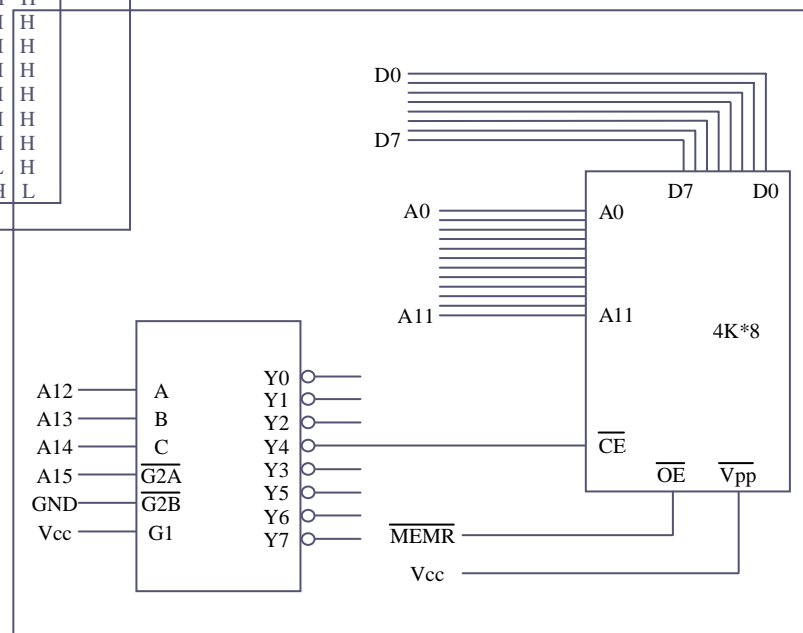 H
H
H
H
H
H
H
H
H L
D0
D7
D7 D0
A0 A0
A11 A11
4K*8
Y0
A12 A Y1
A13 B Y2
A14 C Y4 CE
A15 G2A Y3 OE Vpp
GND G2B Y5
Vcc G1 Y6
Y7 MEMR
Vcc